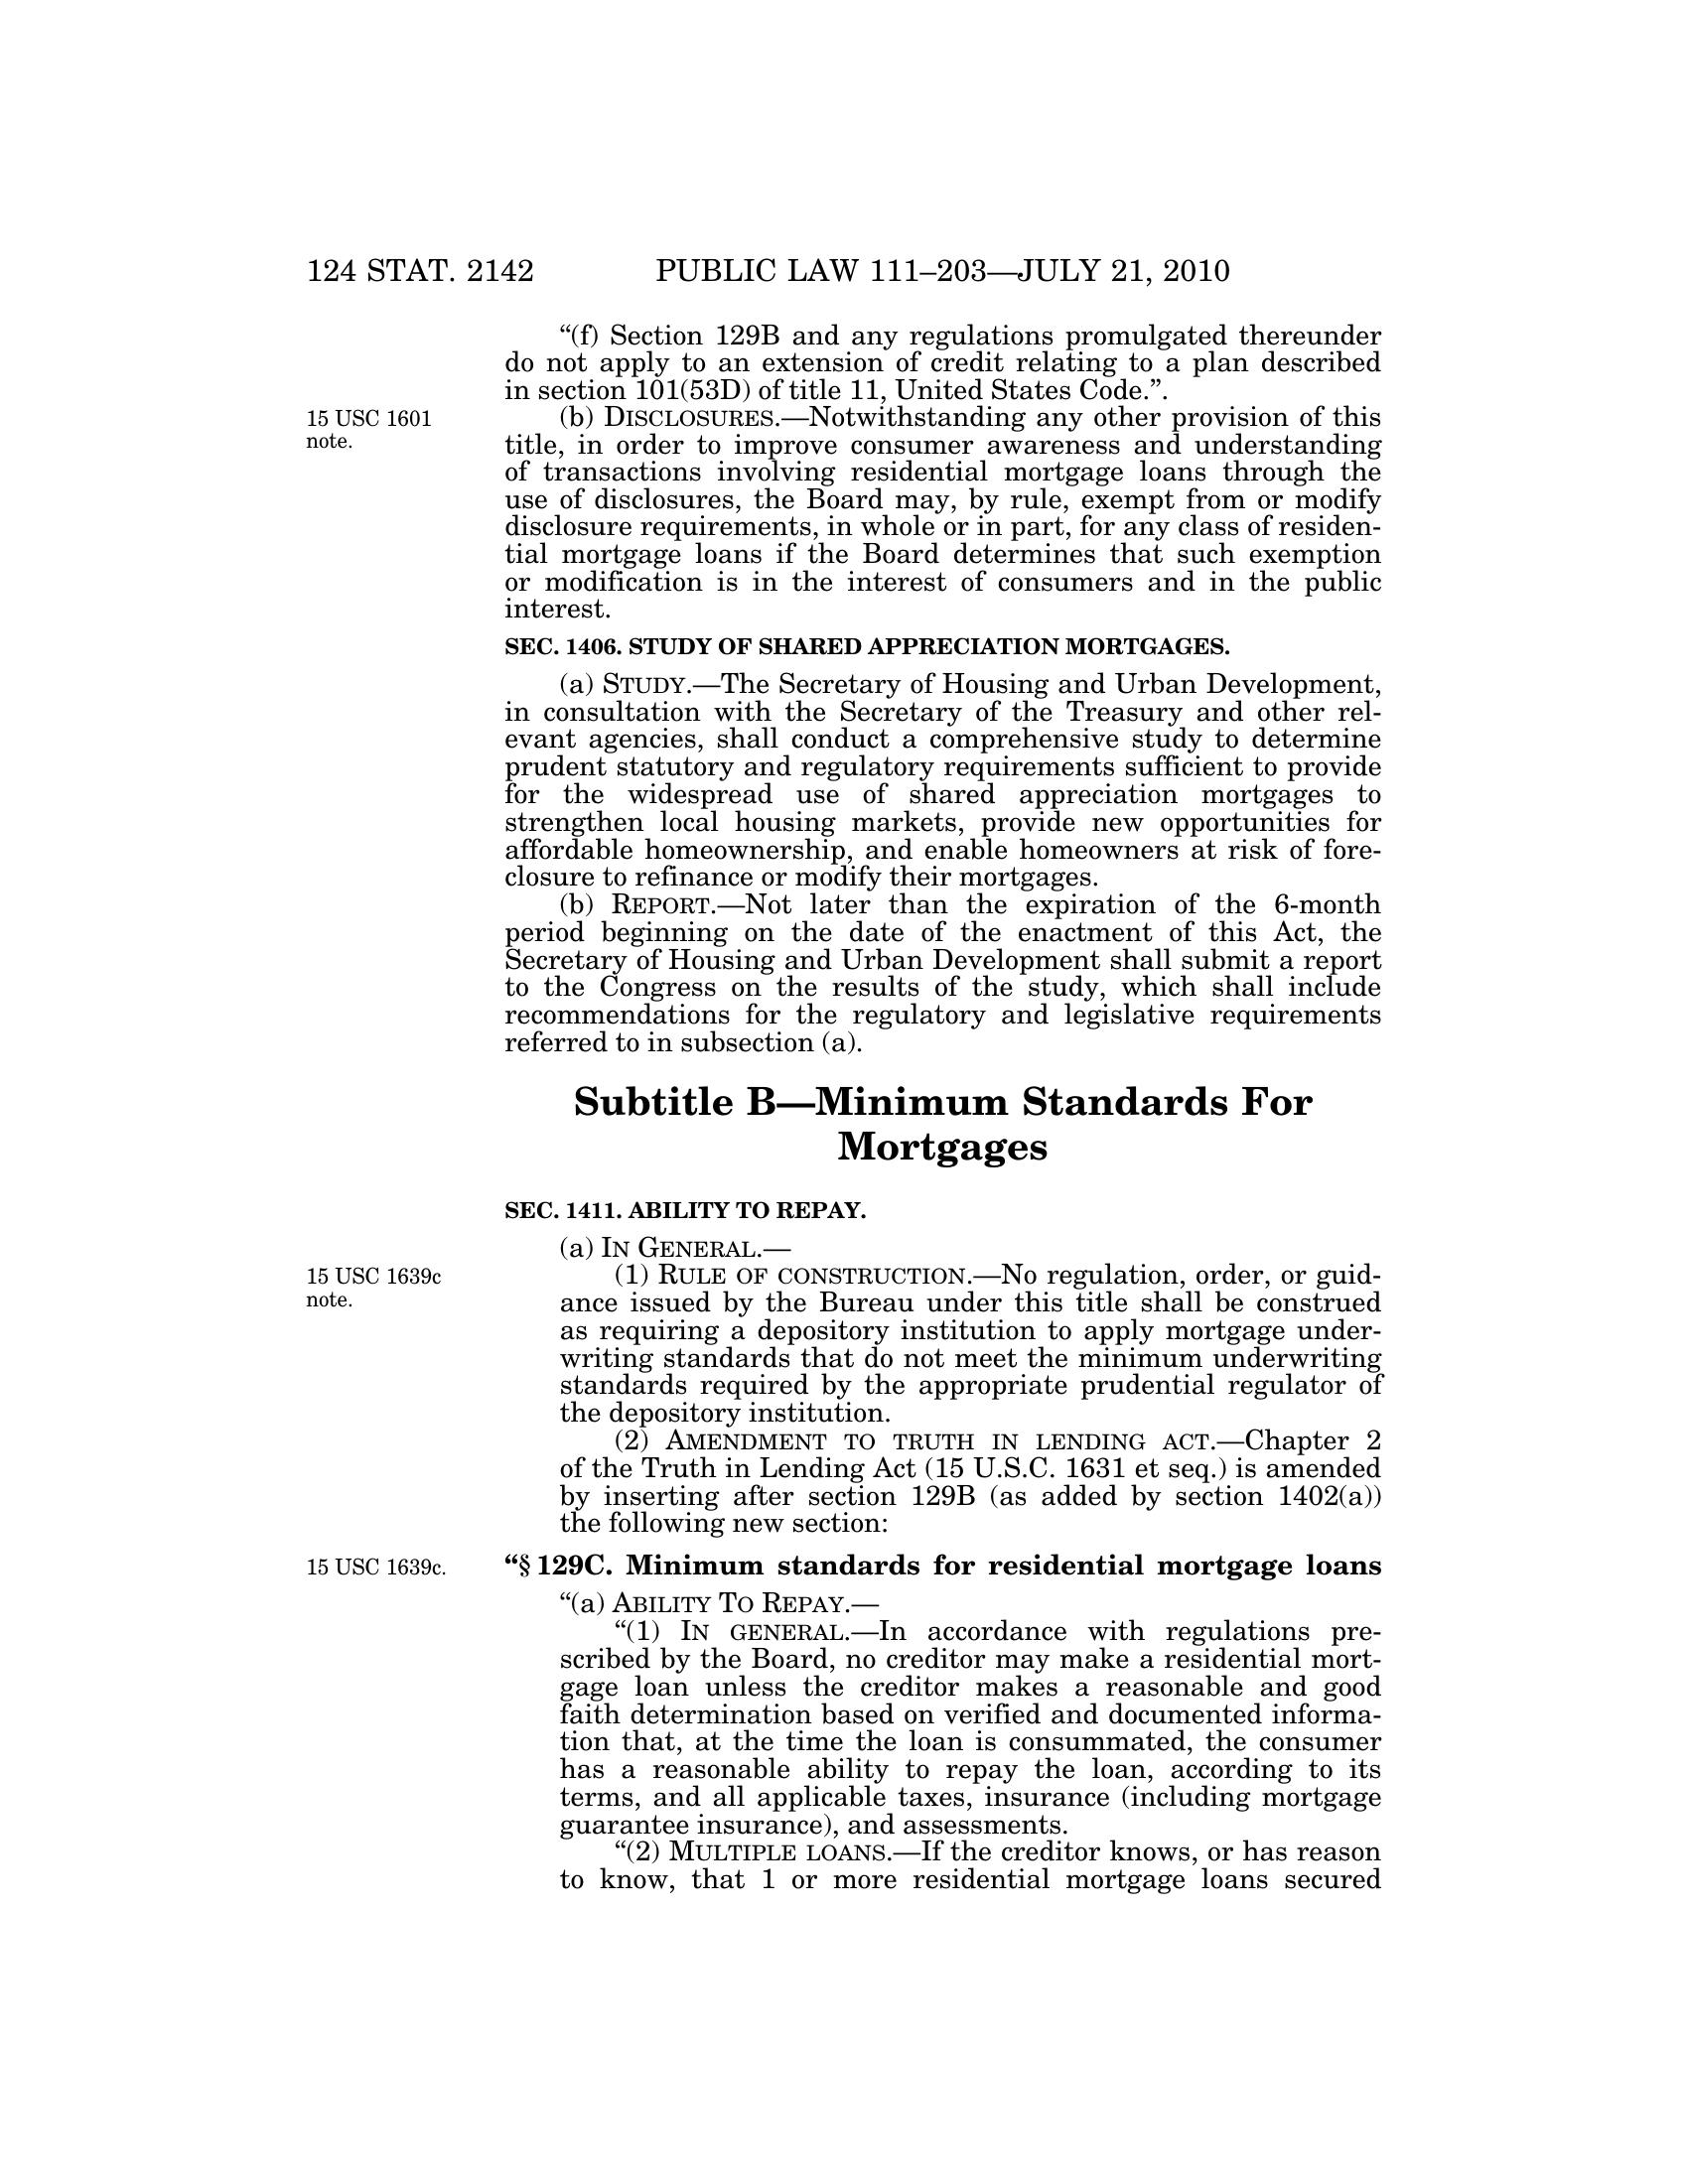 124 STAT. 2142 PUBLIC LAW 111–203—JULY 21, 2010
“(f) Section 129B and any regulations promulgated thereunder
do not apply to an extension of credit relating to a plan described
in section 101(53D) of title 11, United States Code.”.
15 USC 1601
note.
(b) DISCLOSURES.—Notwithstanding any other provision of this
title, in order to improve consumer awareness and understanding
of transactions involving residential mortgage loans through the
use of disclosures, the Board may, by rule, exempt from or modify
disclosure requirements, in whole or in part, for any class of residen-
tial mortgage loans if the Board determines that such exemption
or modification is in the interest of consumers and in the public
interest.
SEC. 1406. STUDY OF SHARED APPRECIATION MORTGAGES.
(a) STUDY.—The Secretary of Housing and Urban Development,
in consultation with the Secretary of the Treasury and other rel-
evant agencies, shall conduct a comprehensive study to determine
prudent statutory and regulatory requirements sufficient to provide
for the widespread use of shared appreciation mortgages to
strengthen local housing markets, provide new opportunities for
affordable homeownership, and enable homeowners at risk of fore-
closure to refinance or modify their mortgages.
(b) REPORT.—Not later than the expiration of the 6-month
period beginning on the date of the enactment of this Act, the
Secretary of Housing and Urban Development shall submit a report
to the Congress on the results of the study, which shall include
recommendations for the regulatory and legislative requirements
referred to in subsection (a).
Subtitle B—Minimum Standards For
Mortgages
SEC. 1411. ABILITY TO REPAY.
(a) IN GENERAL.—
15 USC 1639c
note.
(1) RULE OF CONSTRUCTION.—No regulation, order, or guid-
ance issued by the Bureau under this title shall be construed
as requiring a depository institution to apply mortgage under-
writing standards that do not meet the minimum underwriting
standards required by the appropriate prudential regulator of
the depository institution.
(2) AMENDMENT TO TRUTH IN LENDING ACT.—Chapter 2
of the Truth in Lending Act (15 U.S.C. 1631 et seq.) is amended
by inserting after section 129B (as added by section 1402(a))
the following new section:
15 USC 1639c.
“§ 129C. Minimum standards for residential mortgage loans
“(a) ABILITY TO REPAY.—
“(1) IN GENERAL.—In accordance with regulations pre-
scribed by the Board, no creditor may make a residential mort-
gage loan unless the creditor makes a reasonable and good
faith determination based on verified and documented informa-
tion that, at the time the loan is consummated, the consumer
has a reasonable ability to repay the loan, according to its
terms, and all applicable taxes, insurance (including mortgage
guarantee insurance), and assessments.
“(2) MULTIPLE LOANS.—If the creditor knows, or has reason
to know, that 1 or more residential mortgage loans secured